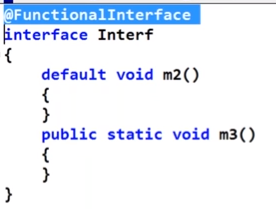 @FunctionalInterface
interface Interf
{
    default void m2()
    {
    }
    public static void m3()
    {
    }
}